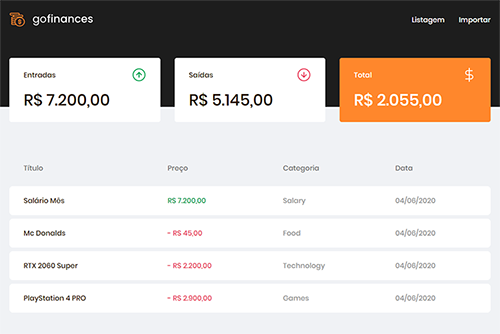 gofinances Listagem Importar
Entradas Saídas Total
R$ 7.200,00 R$ 5.145,00 R$ 2.055,00
Título Preço Categoria Data
Salário Mês R$ 7.200,00 Salary 04/06/2020
Mc Donalds - R$ 45,00 Food 04/06/2020
RTX 2060 Super - R$ 2.200,00 Technology 04/06/2020
PlayStation 4 PRO - R$ 2.900,00 Games 04/06/2020